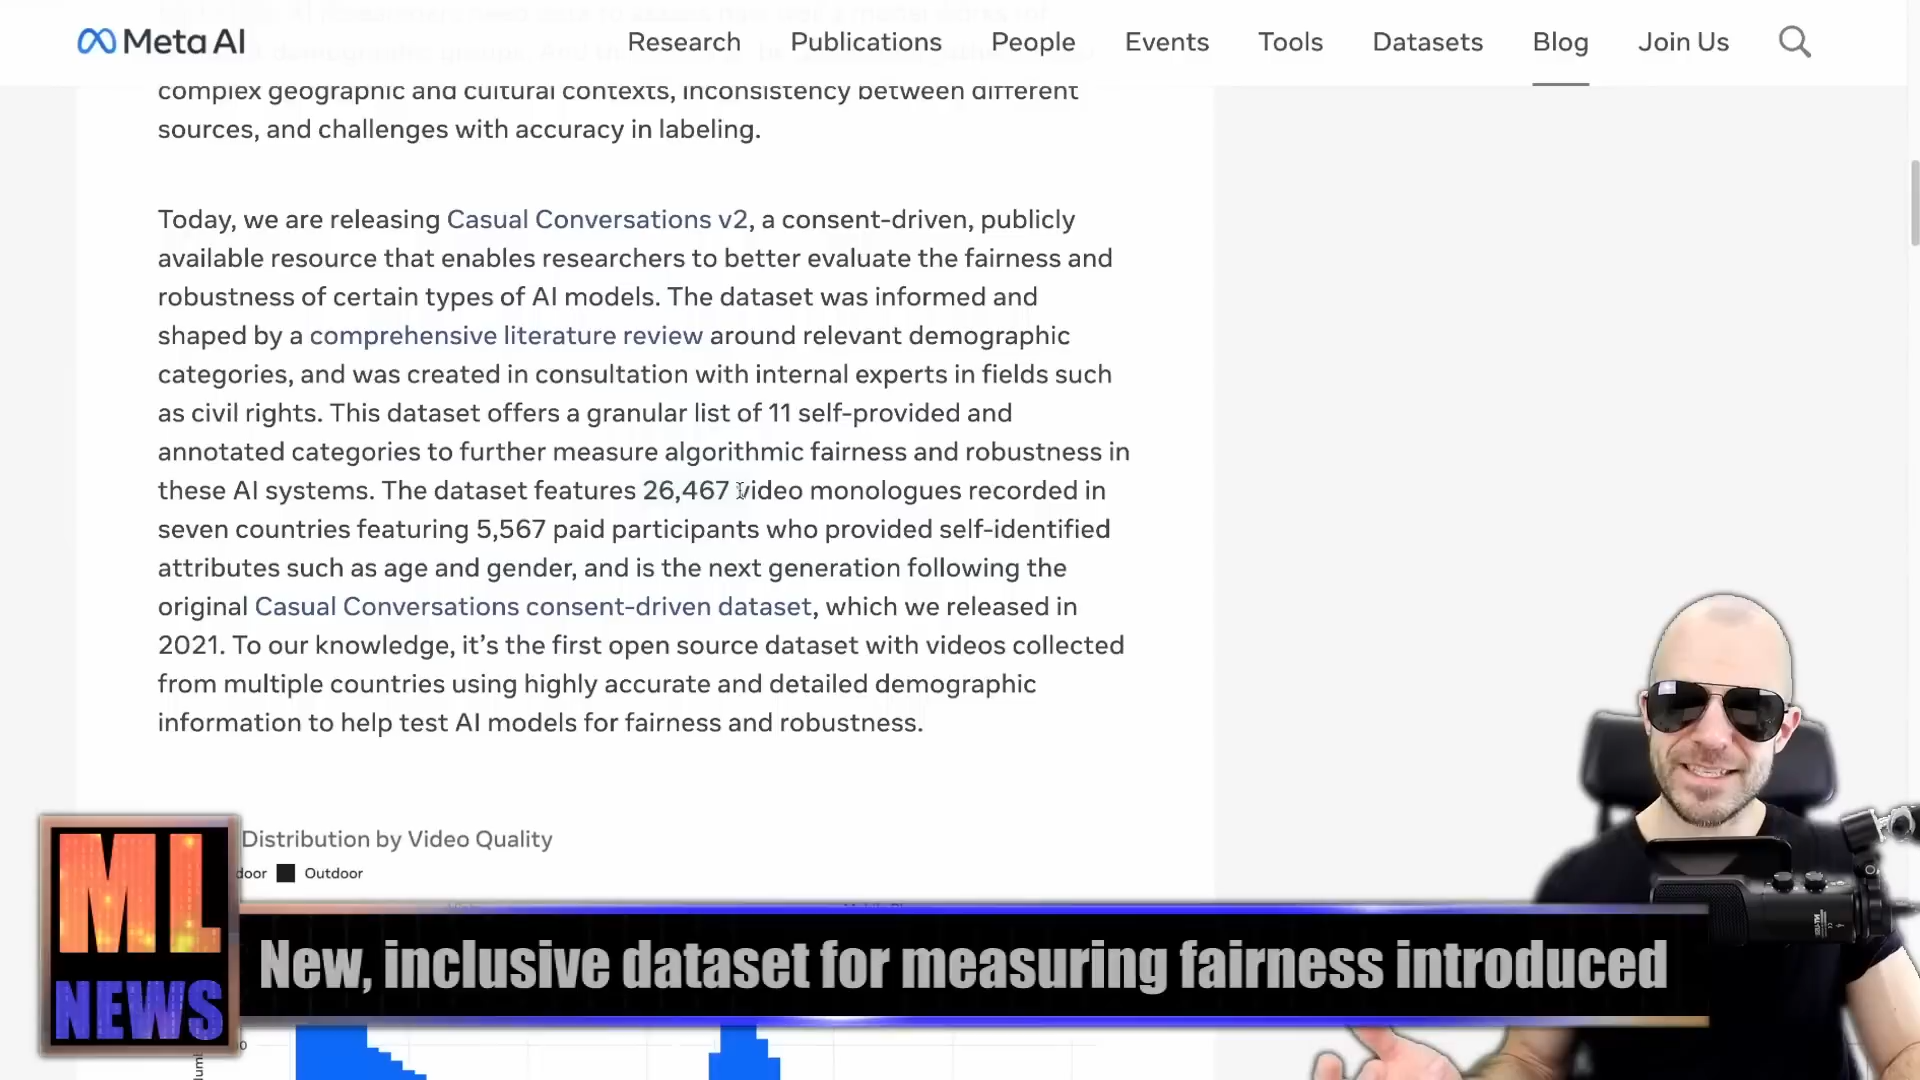 Meta AI
Research Publications People Events Tools Datasets Blog Join Us
complex geographic and cultural contexts, inconsistency between different
sources, and challenges with accuracy in labeling.
Today, we are releasing Casual Conversations v2, a consent-driven, publicly
available resource that enables researchers to better evaluate the fairness and
robustness of certain types of AI models. The dataset was informed and
shaped by a comprehensive literature review around relevant demographic
categories, and was created in consultation with internal experts in fields such
as civil rights. This dataset offers a granular list of 11 self-provided and
annotated categories to further measure algorithmic fairness and robustness in
these AI systems. The dataset features 26,467 video monologues recorded in
seven countries featuring 5,567 paid participants who provided self-identified
attributes such as age and gender, and is the next generation following the
original Casual Conversations consent-driven dataset, which we released in
2021. To our knowledge, it’s the first open source dataset with videos collected
from multiple countries using highly accurate and detailed demographic
information to help test AI models for fairness and robustness.
Distribution by Video Quality
door Outdoor
ML
NEWS
New, inclusive dataset for measuring fairness introduced